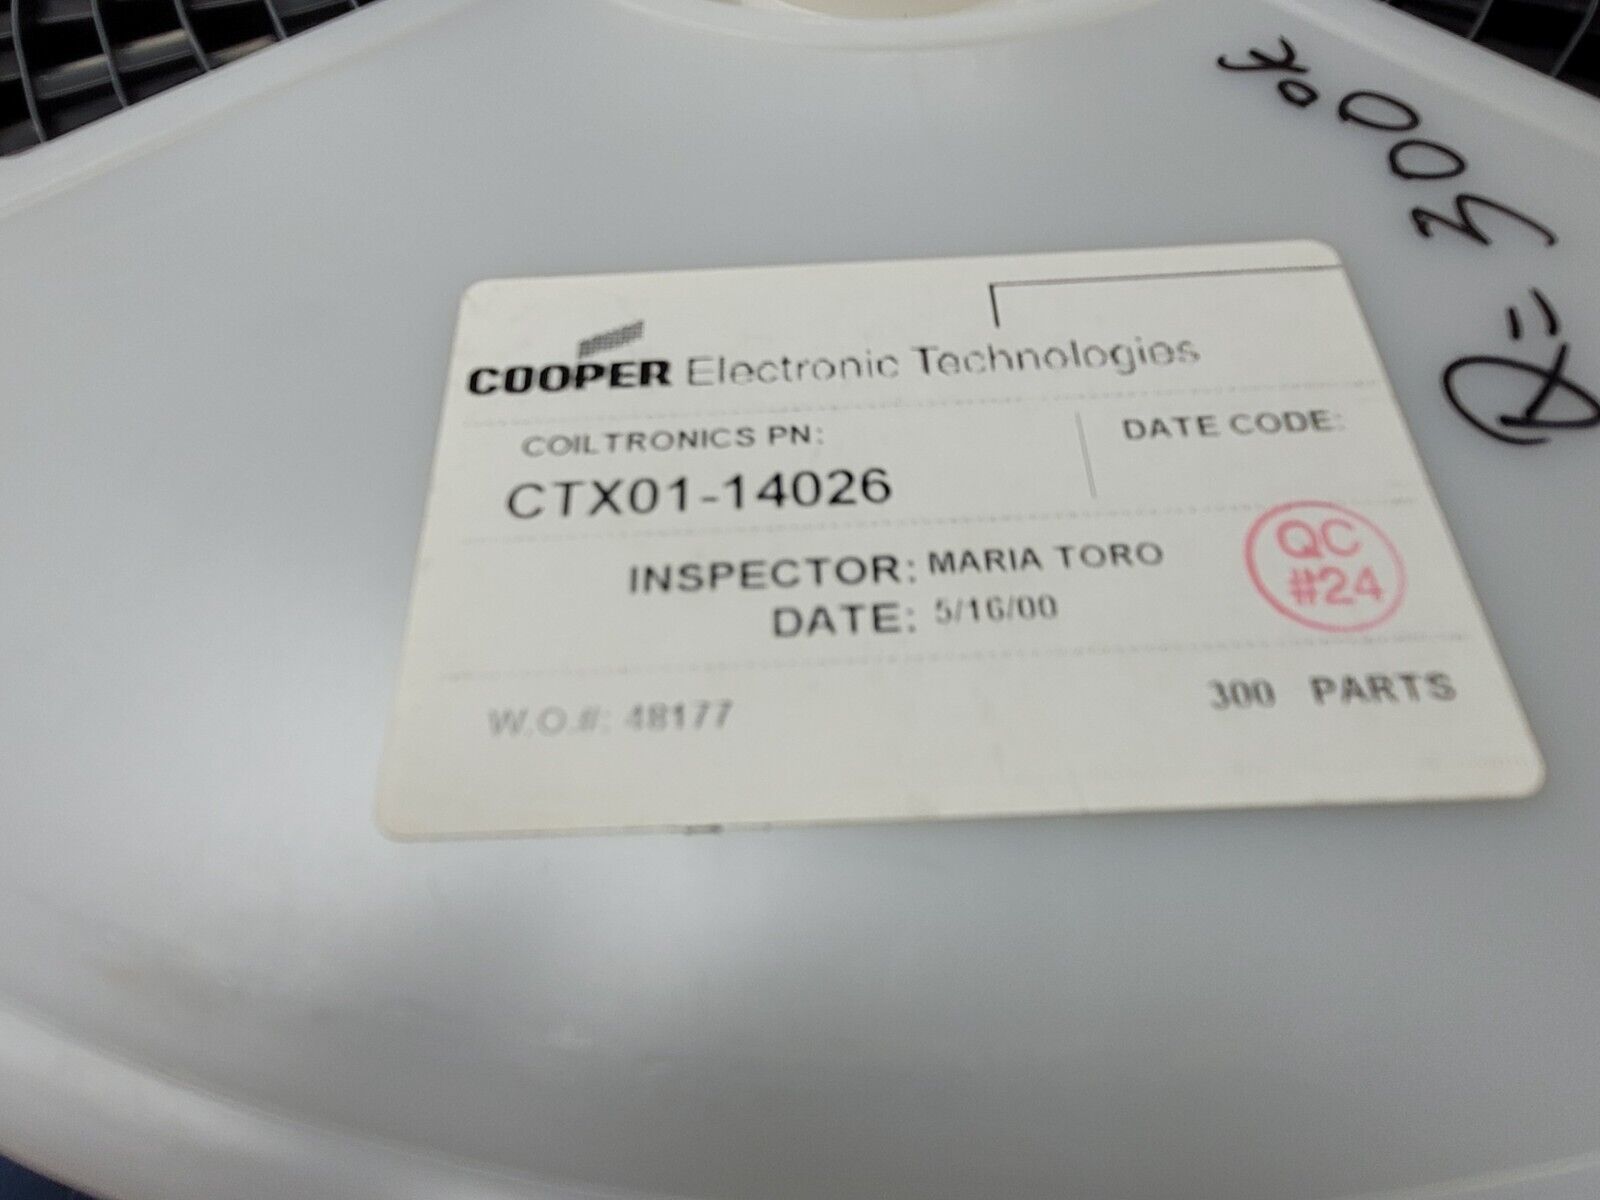 COOPER Electronic Technologies
COILTRONICS PN:
DATE CODE:
CTX01-14026
INSPECTOR: MARIA TORO
DATE: 5/16/00
QC
#24
W.O.#: 48177
300 PARTS
Q= 300